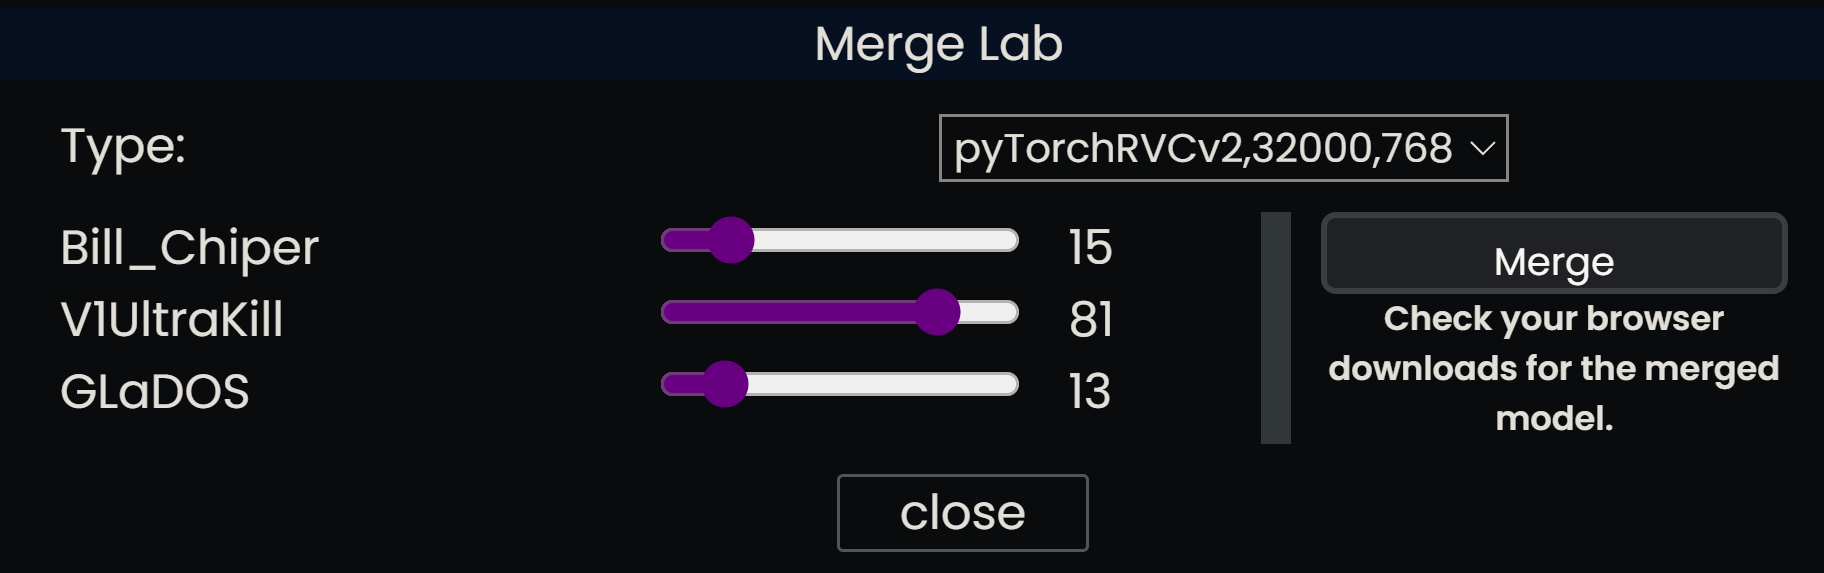 Merge Lab
Type:
pyTorchRVCv2,32000,768
Bill_Chiper 15
V1UltraKill 81
GLaDOS 13
Merge
Check your browser
downloads for the merged
model.
close